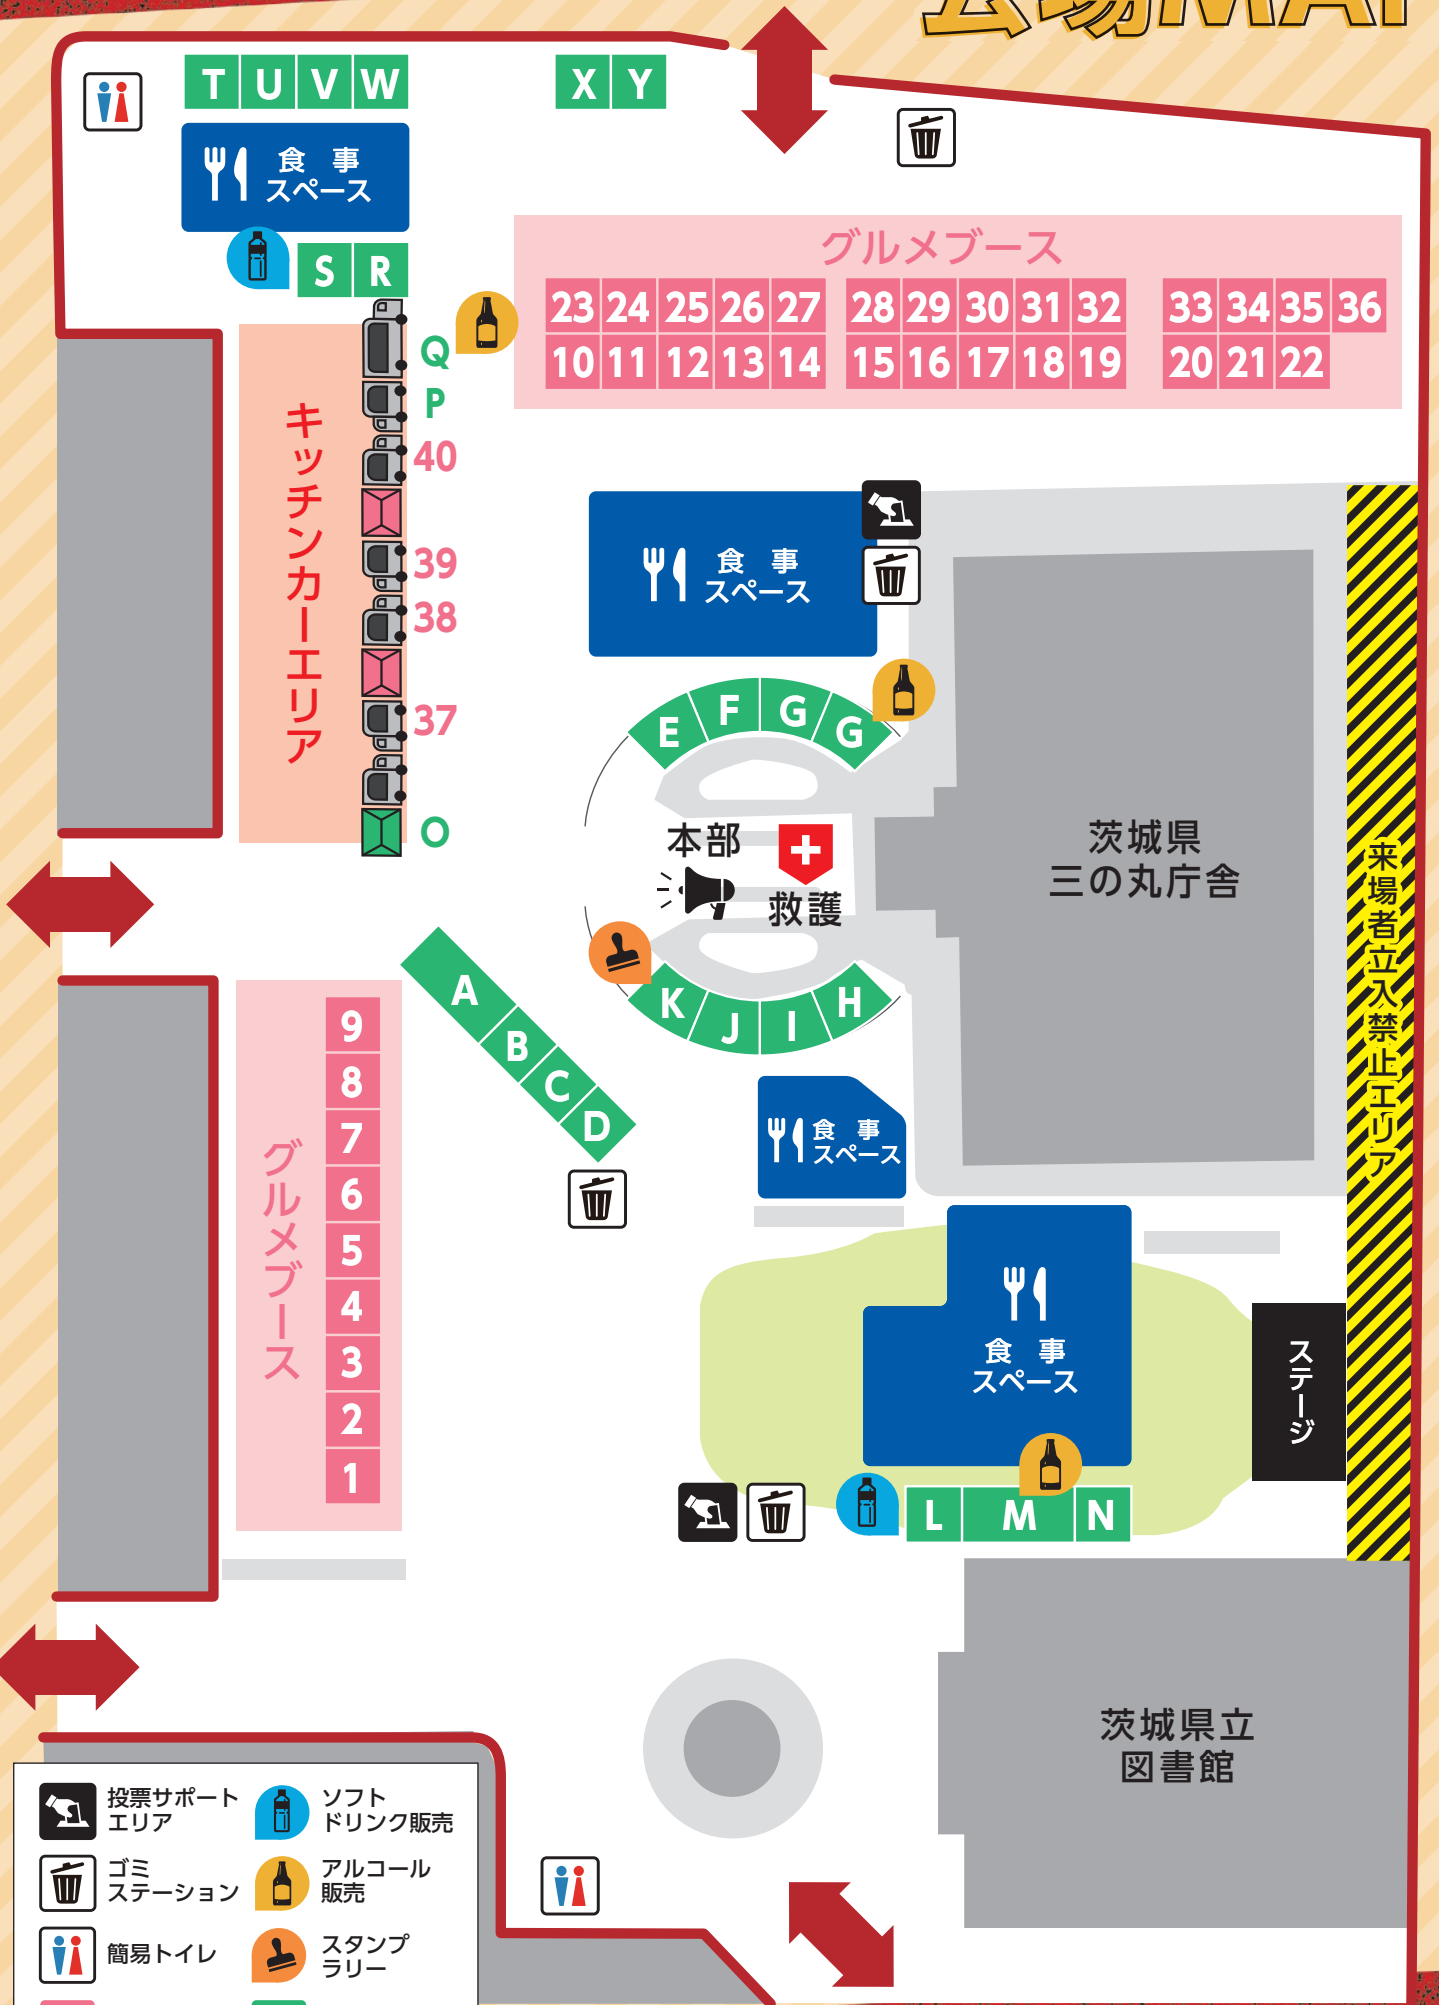 会場MAP
T U V W
X Y
食 事
スペース
S R
グルメブース
23 24 25 26 27 28 29 30 31 32 33 34 35 36
10 11 12 13 14 15 16 17 18 19 20 21 22
キッチンカーエリア
Q
P
40
39
38
37
O
食 事
スペース
E F G G
本部
救護
K J I H
茨城県
三の丸庁舎
来場者立入禁止エリア
A
B
C
D
グルメブース
9
8
7
6
5
4
3
2
1
食 事
スペース
食 事
スペース
ステージ
L M N
茨城県立
図書館
投票サポート
エリア
ソフト
ドリンク販売
ゴミ
ステーション
アルコール
販売
簡易トイレ
スタンプ
ラリー